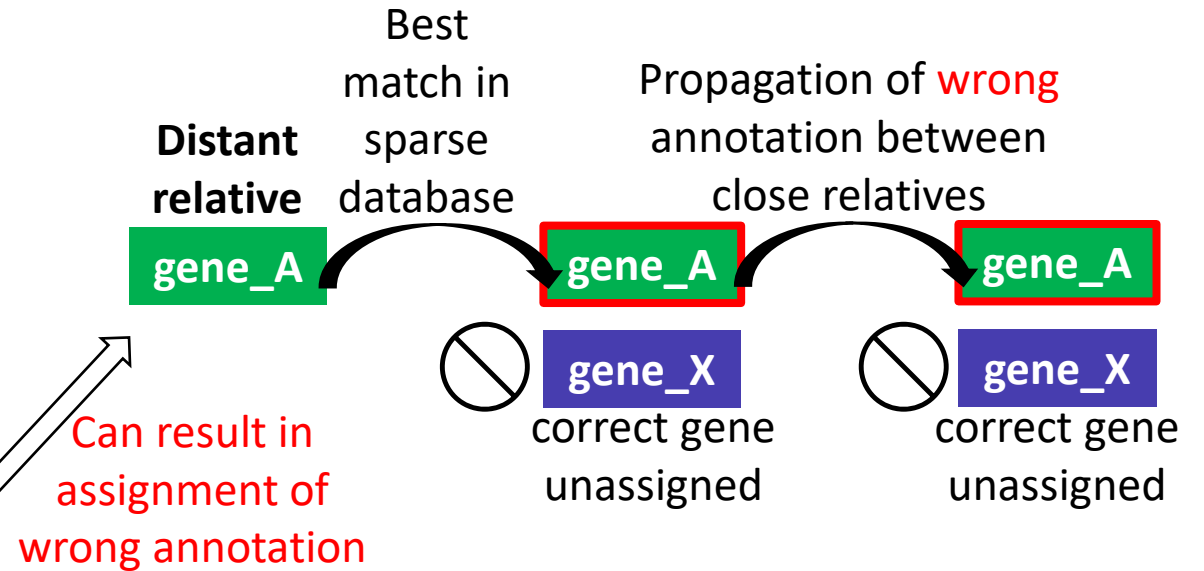 Best
match in
sparse
database
Distant
relative
Propagation of wrong
annotation between
close relatives
gene_A
gene_A
gene_A
gene_X
gene_X
correct gene
unassigned
correct gene
unassigned
Can result in
assignment of
wrong annotation